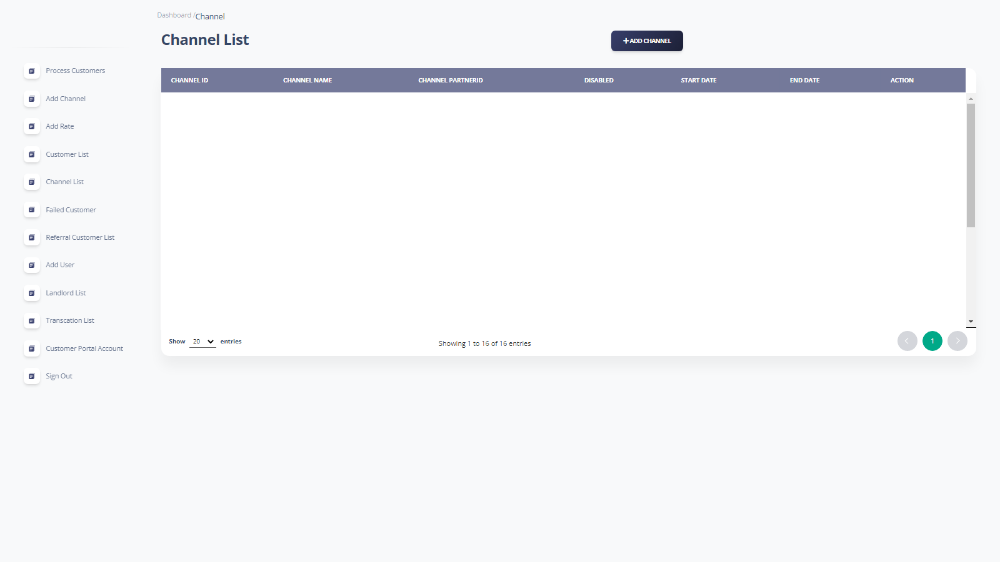 Dashboard /Channel
Channel List
ADD CHANNEL
Process Customers
Add Channel
Add Rate
Customer List
Channel List
Failed Customer
Referral Customer List
Add User
Landlord List
Transcation List
Customer Portal Account
Sign Out
CHANNEL ID CHANNEL NAME CHANNEL PARTNERID DISABLED START DATE END DATE ACTION
Show 20 entries
Showing 1 to 16 of 16 entries
1